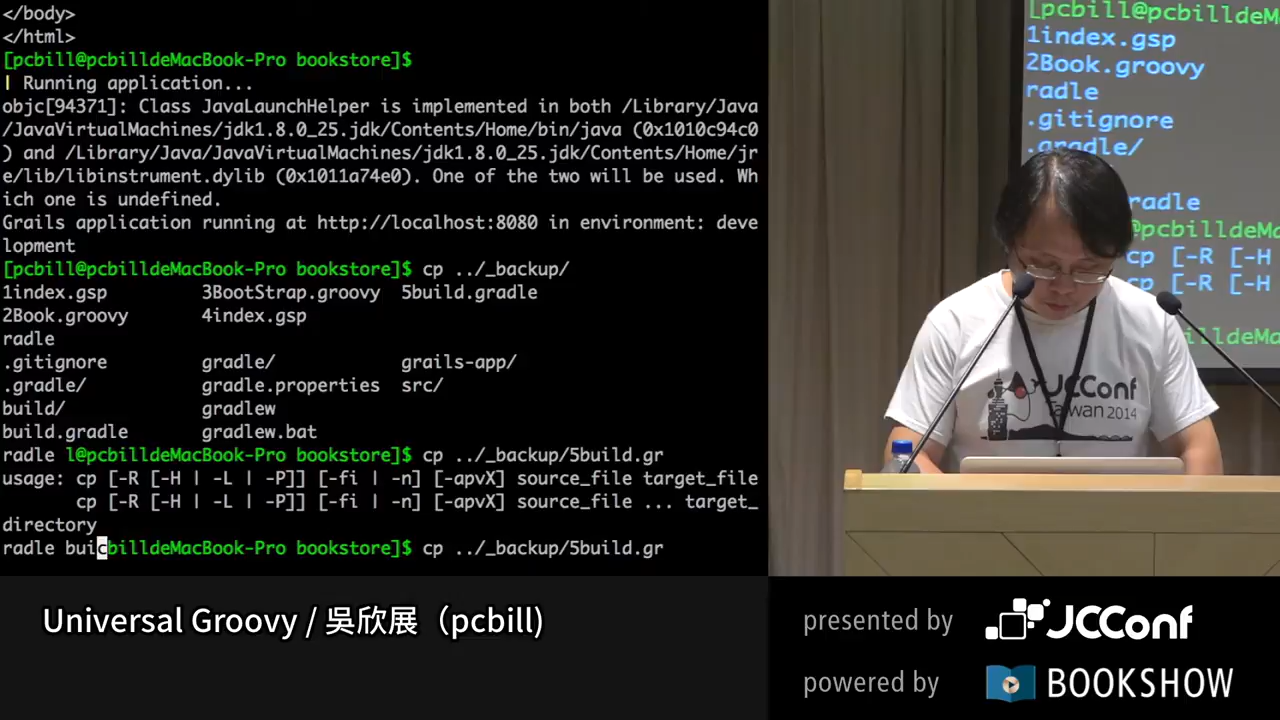 </body>
</html>
[pcbill@pcbilldeMacBook-Pro bookstore]$
| Running application...
objc[94371]: Class JavaLaunchHelper is implemented in both /Library/Java
/JavaVirtualMachines/jdk1.8.0_25.jdk/Contents/Home/bin/java (0x1010c94c0
) and /Library/Java/JavaVirtualMachines/jdk1.8.0_25.jdk/Contents/Home/jr
e/lib/libinstrument.dylib (0x1011a74e0). One of the two will be used. Wh
ich one is undefined.
Grails application running at http://localhost:8080 in environment: deve
lopment
[pcbill@pcbilldeMacBook-Pro bookstore]$ cp ../_backup/
1index.gsp 3BootStrap.groovy 5build.gradle
2Book.groovy 4index.gsp
radle
.gitignore gradle/ grails-app/
.gradle/ gradle.properties src/
build/ gradlew
build.gradle gradlew.bat
radle l@pcbilldeMacBook-Pro bookstore]$ cp ../_backup/5build.gr
usage: cp [-R [-H | -L | -P]] [-fi | -n] [-apvX] source_file target_file
cp [-R [-H | -L | -P]] [-fi | -n] [-apvX] source_file ... target_
directory
radle buicbilldeMacBook-Pro bookstore]$ cp ../_backup/5build.gr
[pcbill@pcbilldeMa
1index.gsp
2Book.groovy
radle
.gitignore
.gradle/
radle
@pcbilldeMa
cp [-R [-H
cp [-R [-H
illdeMa
JCConf
Taiwan 2014
Universal Groovy / 吳欣展（pcbill)
presented by JCConf
powered by BOOKSHOW